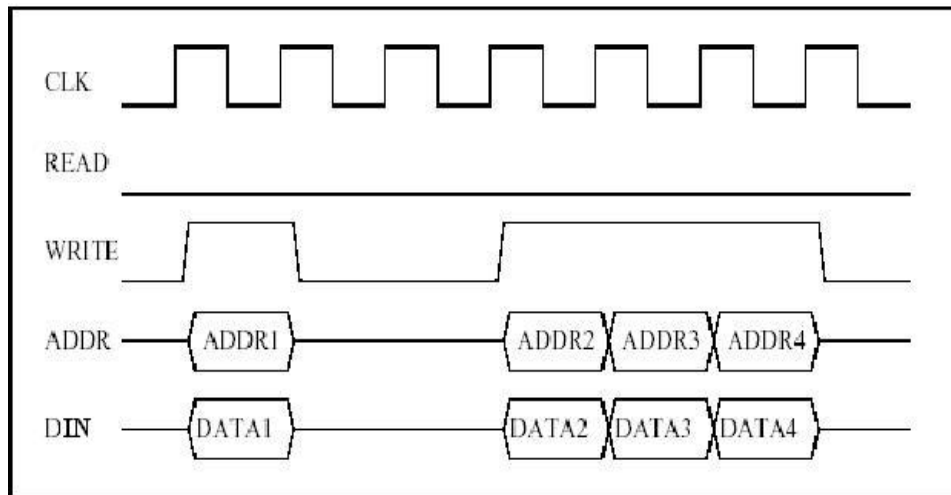 CLK
READ
WRITE
ADDR ADDR1 ADDR2 ADDR3 ADDR4
DIN DATA1 DATA2 DATA3 DATA4